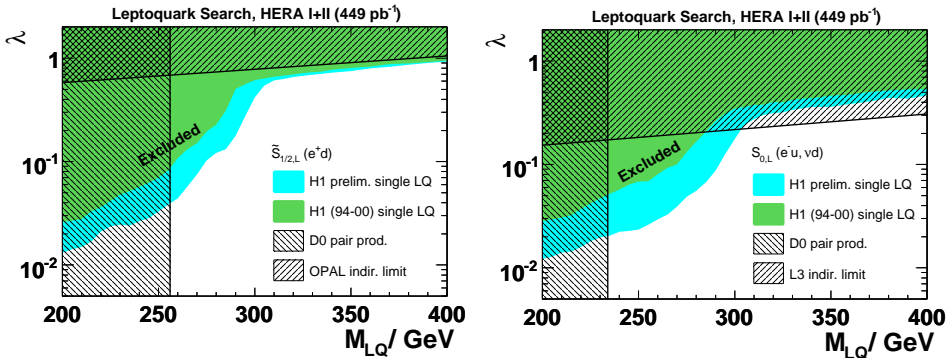 Leptoquark Search, HERA I+II (449 pb⁻¹)
λ
1
10⁻¹
10⁻²
Excluded
S̃₁/₂,L (e⁺d)
H1 prelim. single LQ
H1 (94-00) single LQ
D0 pair prod.
OPAL indir. limit
200 250 300 350 400
M_LQ/ GeV
Leptoquark Search, HERA I+II (449 pb⁻¹)
λ
1
10⁻¹
10⁻²
Excluded
S₀,L (e⁻u, νd)
H1 prelim. single LQ
H1 (94-00) single LQ
D0 pair prod.
L3 indir. limit
200 250 300 350 400
M_LQ/ GeV